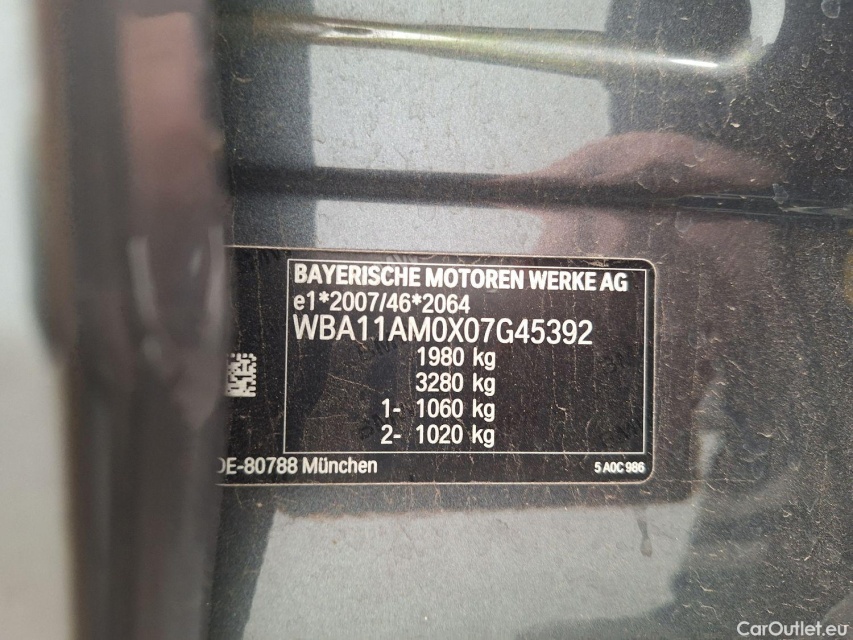 BAYERISCHE MOTOREN WERKE AG
e1*2007/46*2064
WBA11AM0X07G45392
1980 kg
3280 kg
1- 1060 kg
2- 1020 kg
DE-80788 München
5 A0C 986
CarOutlet.eu